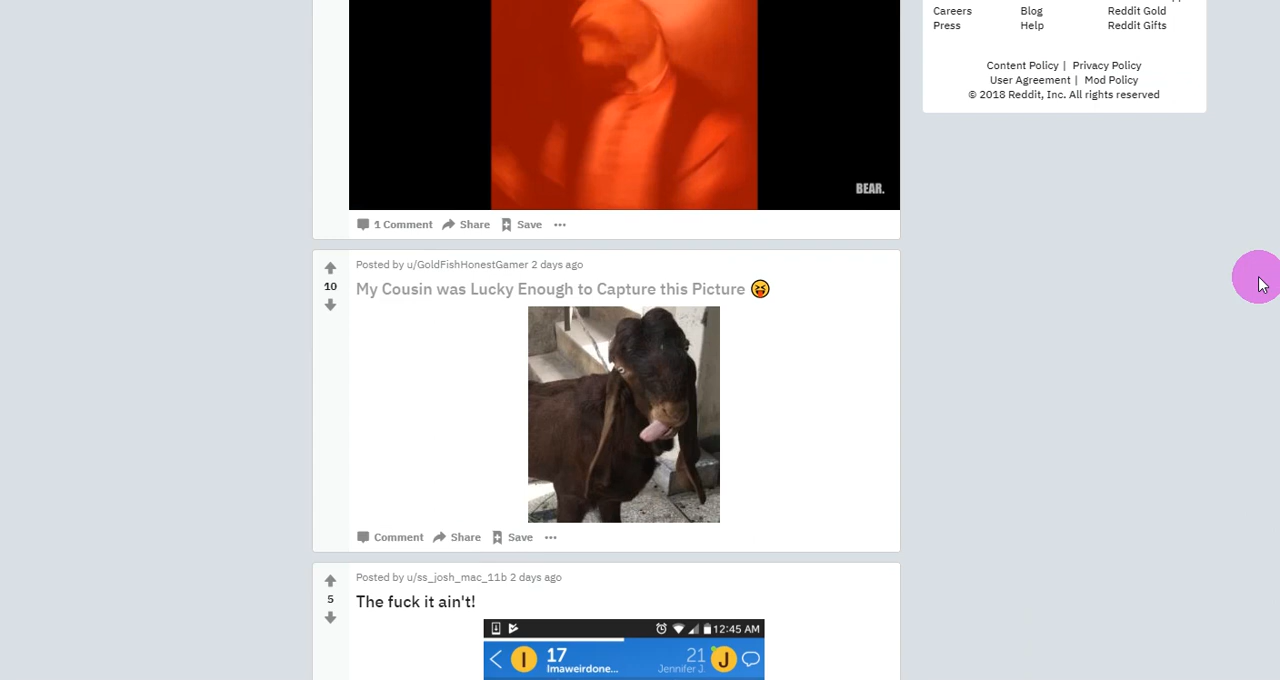 Careers Blog Reddit Gold
Press Help Reddit Gifts
Content Policy | Privacy Policy
User Agreement | Mod Policy
© 2018 Reddit, Inc. All rights reserved
BEAR.
1 Comment Share Save ...
Posted by u/GoldFishHonestGamer 2 days ago
10
My Cousin was Lucky Enough to Capture this Picture 😝
Comment Share Save ...
Posted by u/ss_josh_mac_11b 2 days ago
5
The fuck it ain't!
12:45 AM
I 17 21 J
Imaweirdone... Jennifer J.